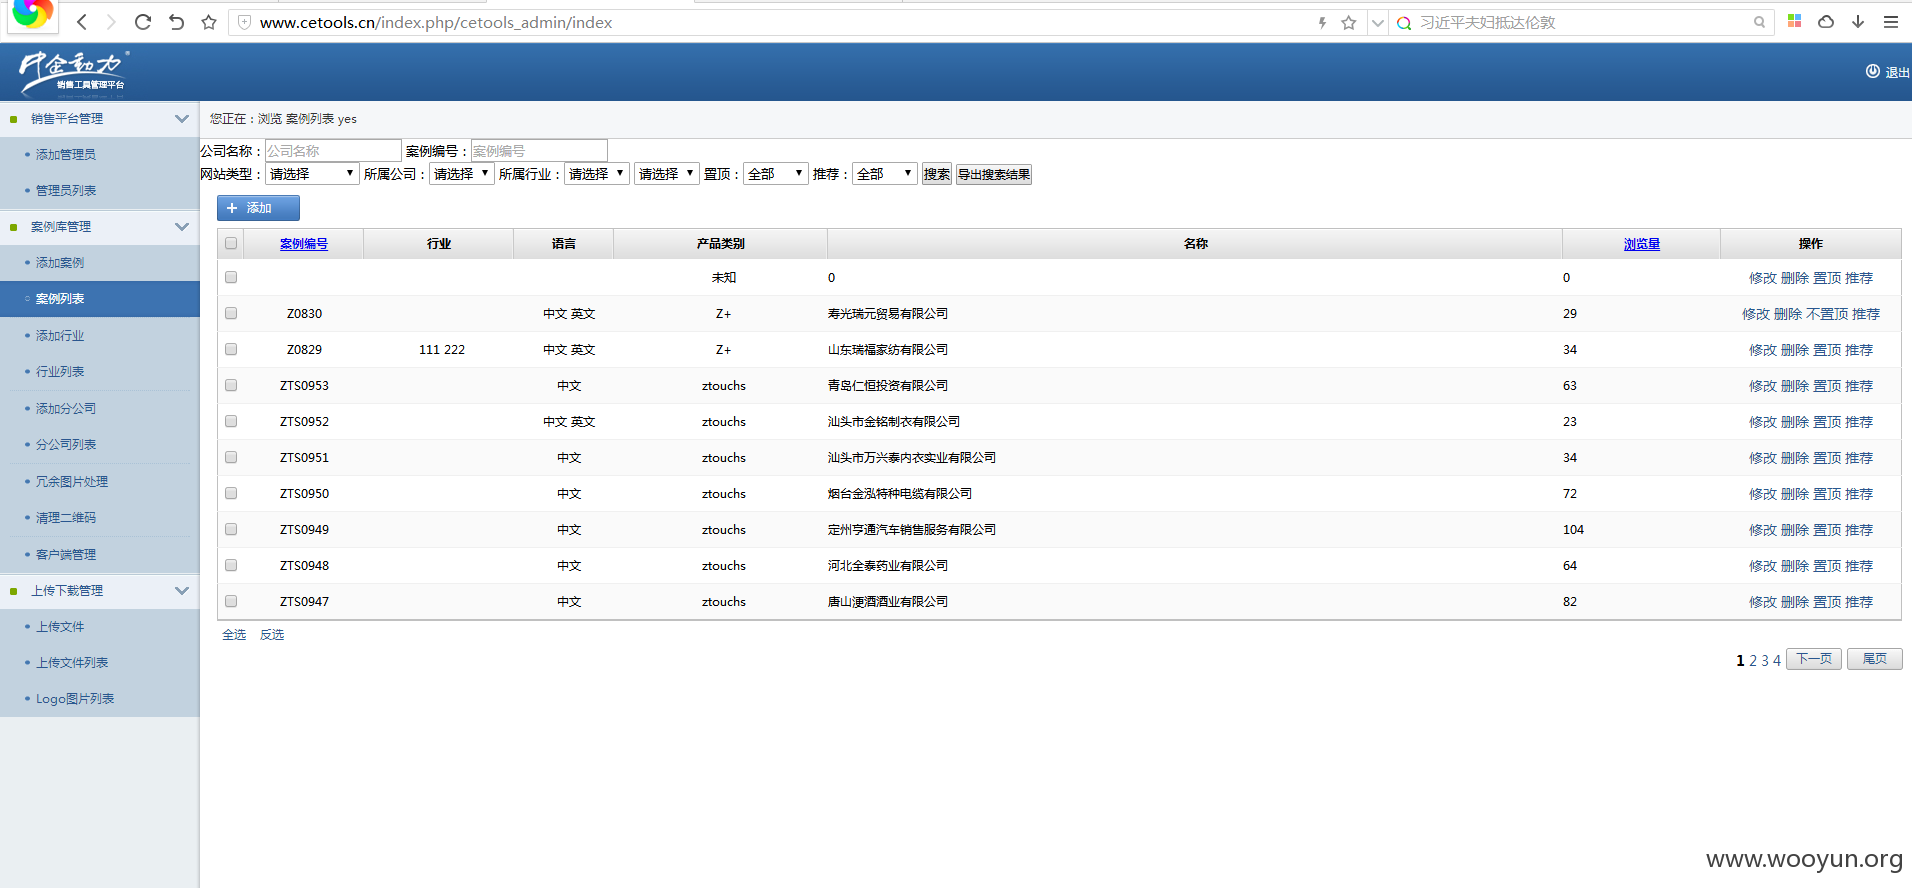 www.cetools.cn/index.php/cetools_admin/index
习近平夫妇抵达伦敦
中企動力
销售工具管理平台
退出
销售平台管理
添加管理员
管理员列表
案例库管理
添加案例
案例列表
添加行业
行业列表
添加分公司
分公司列表
冗余图片处理
清理二维码
客户端管理
上传下载管理
上传文件
上传文件列表
Logo图片列表
您正在：浏览 案例列表 yes
公司名称： 公司名称 案例编号： 案例编号
网站类型： 请选择 所属公司： 请选择 所属行业： 请选择 请选择 置顶： 全部 推荐： 全部 搜索 导出搜索结果
+ 添加
案例编号 行业 语言 产品类别 名称 浏览量 操作
未知 0 0 修改 删除 置顶 推荐
Z0830 中文 英文 Z+ 寿光瑞元贸易有限公司 29 修改 删除 不置顶 推荐
Z0829 111 222 中文 英文 Z+ 山东瑞福家纺有限公司 34 修改 删除 置顶 推荐
ZTS0953 中文 ztouchs 青岛仁恒投资有限公司 63 修改 删除 置顶 推荐
ZTS0952 中文 英文 ztouchs 汕头市金铭制衣有限公司 23 修改 删除 置顶 推荐
ZTS0951 中文 ztouchs 汕头市万兴泰内衣实业有限公司 34 修改 删除 置顶 推荐
ZTS0950 中文 ztouchs 烟台金泓特种电缆有限公司 72 修改 删除 置顶 推荐
ZTS0949 中文 ztouchs 定州亨通汽车销售服务有限公司 104 修改 删除 置顶 推荐
ZTS0948 中文 ztouchs 河北全泰药业有限公司 64 修改 删除 置顶 推荐
ZTS0947 中文 ztouchs 唐山浭酒酒业有限公司 82 修改 删除 置顶 推荐
全选 反选
1 2 3 4 下一页 尾页
www.wooyun.org